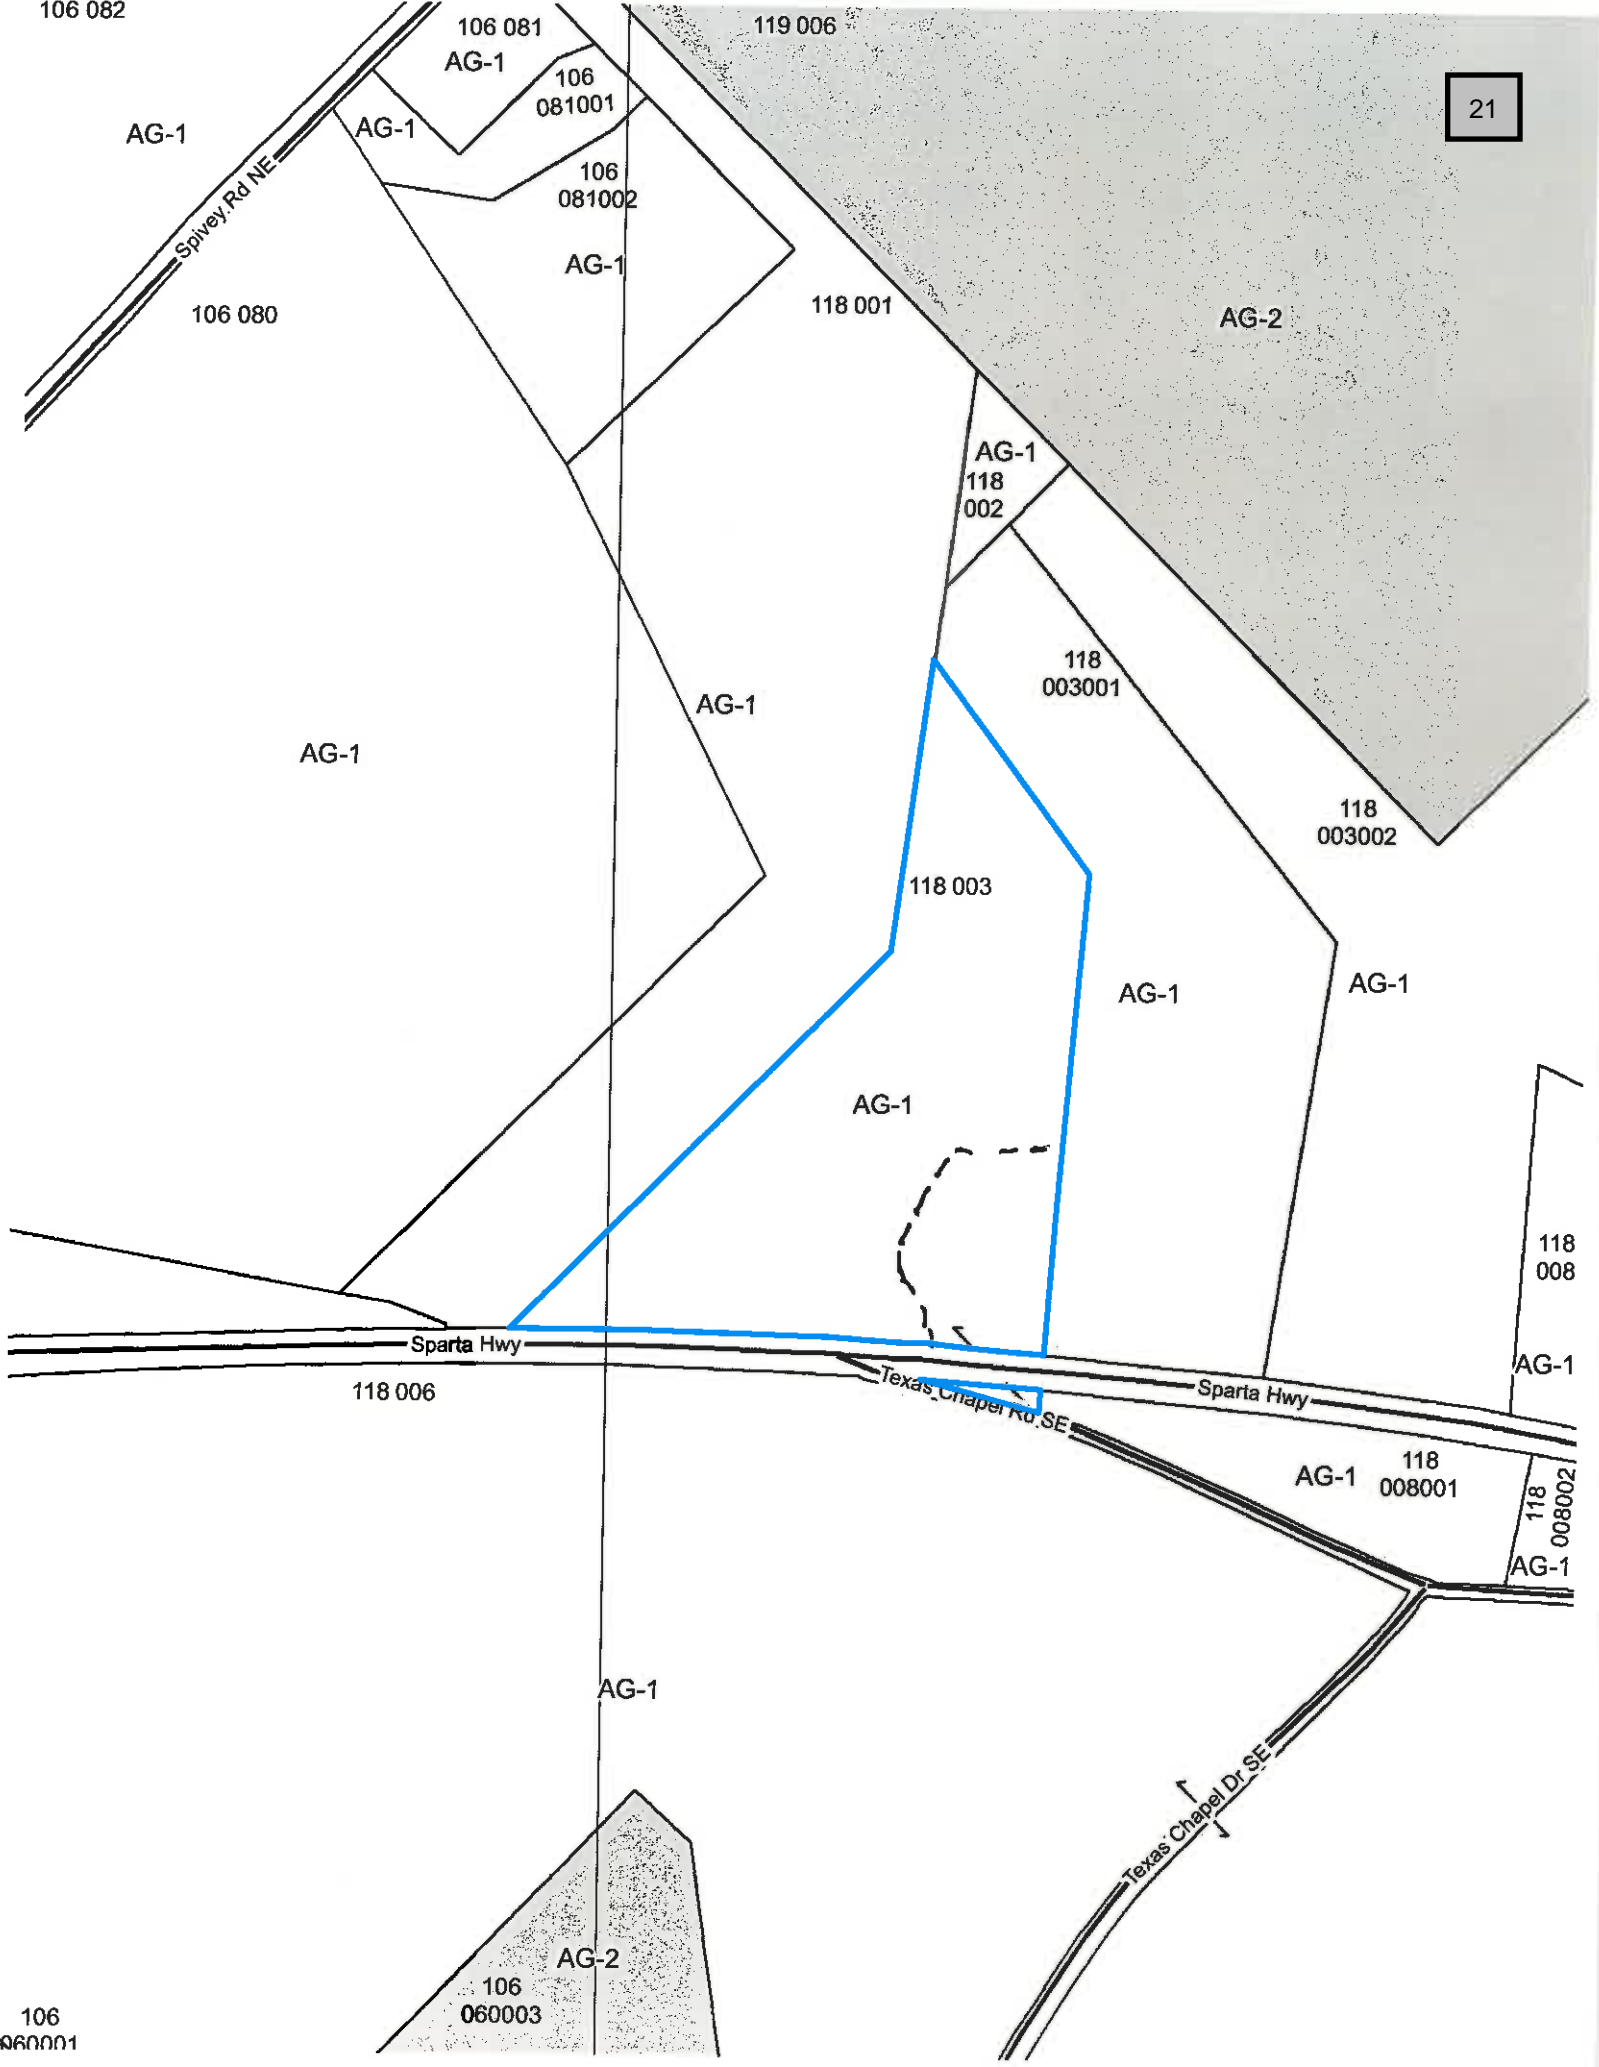 106 082
106 081
119 006
AG-1
106
081001
21
AG-1
AG-1
Spivey Rd NE
106
081002
AG-1
106 080
118 001
AG-2
AG-1
118
002
118
003001
AG-1
AG-1
118
003002
118 003
AG-1
AG-1
AG-1
118
008
Sparta Hwy
AG-1
118 006
Texas Chapel Rd SE
Sparta Hwy
AG-1
118
008001
118
008002
AG-1
AG-1
Texas Chapel Dr SE
AG-2
106
060003
106
060001